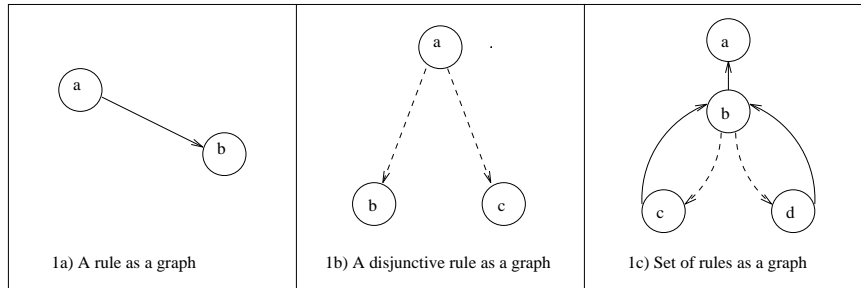 a
b
1a) A rule as a graph
a
b
c
1b) A disjunctive rule as a graph
a
b
c
d
1c) Set of rules as a graph